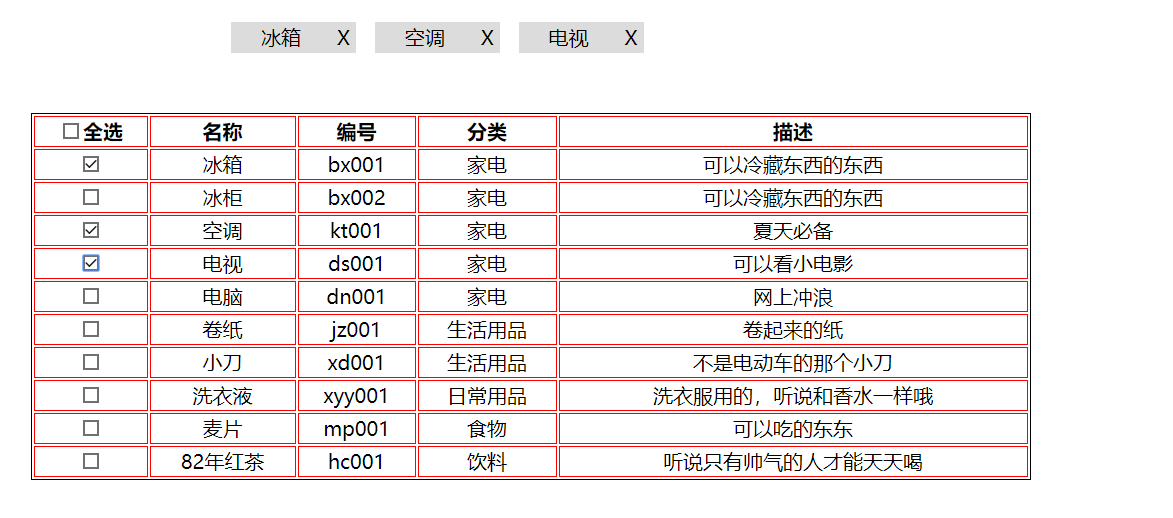 冰箱 X 空调 X 电视 X
全选 名称 编号 分类 描述
冰箱 bx001 家电 可以冷藏东西的东西
冰柜 bx002 家电 可以冷藏东西的东西
空调 kt001 家电 夏天必备
电视 ds001 家电 可以看小电影
电脑 dn001 家电 网上冲浪
卷纸 jz001 生活用品 卷起来的纸
小刀 xd001 生活用品 不是电动车的那个小刀
洗衣液 xyy001 日常用品 洗衣服用的，听说和香水一样哦
麦片 mp001 食物 可以吃的东东
82年红茶 hc001 饮料 听说只有帅气的人才能天天喝